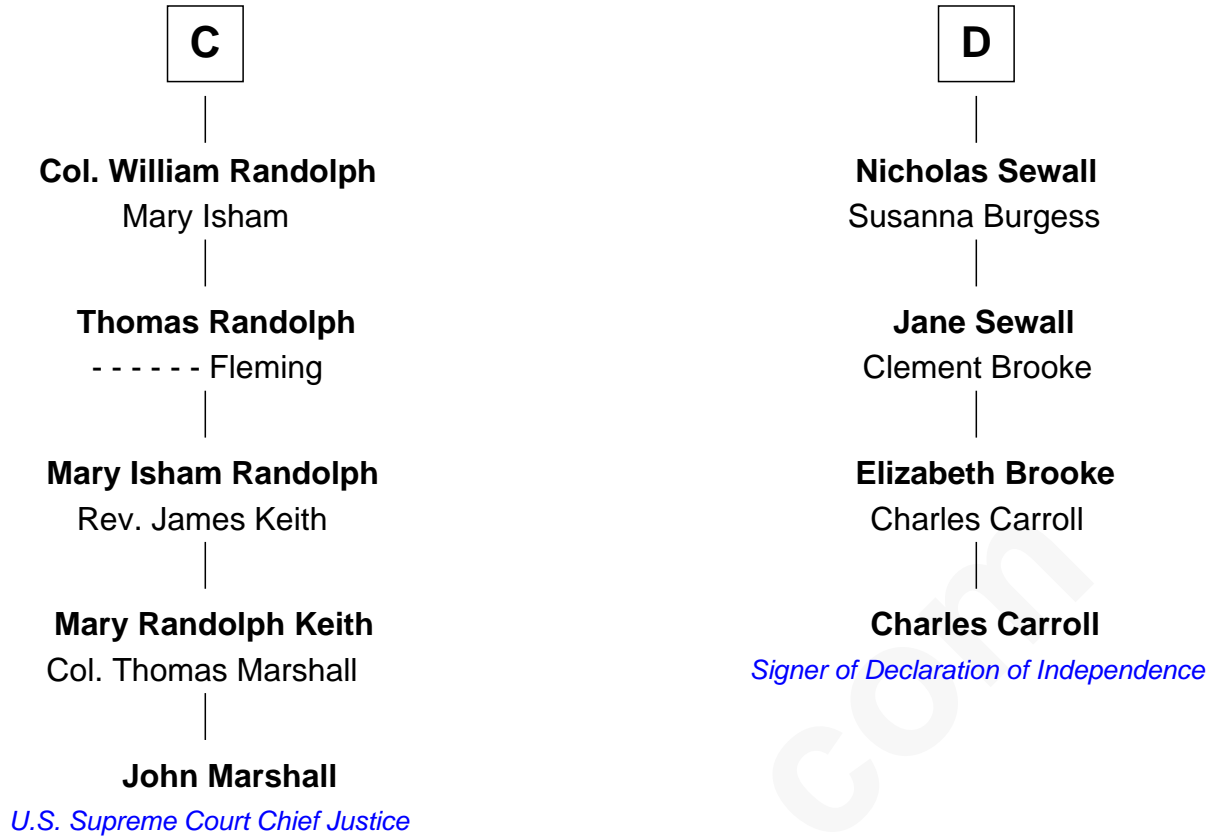 C
Col. William Randolph
Mary Isham
Thomas Randolph
- - - - - - Fleming
Mary Isham Randolph
Rev. James Keith
Mary Randolph Keith
Col. Thomas Marshall
John Marshall
U.S. Supreme Court Chief Justice
D
Nicholas Sewall
Susanna Burgess
Jane Sewall
Clement Brooke
Elizabeth Brooke
Charles Carroll
Charles Carroll
Signer of Declaration of Independence
com